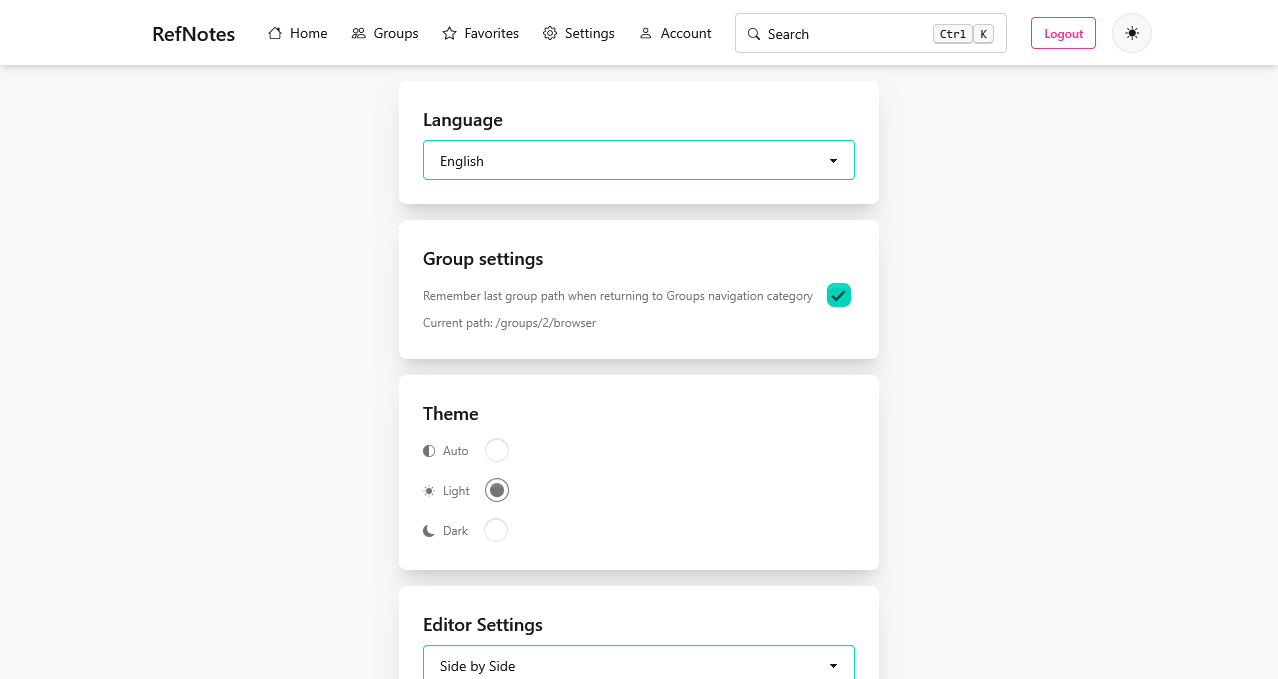 RefNotes
Home
Groups
Favorites
Settings
Account
Search
Ctrl K
Logout
Language
English
Group settings
Remember last group path when returning to Groups navigation category
Current path: /groups/2/browser
Theme
Auto
Light
Dark
Editor Settings
Side by Side